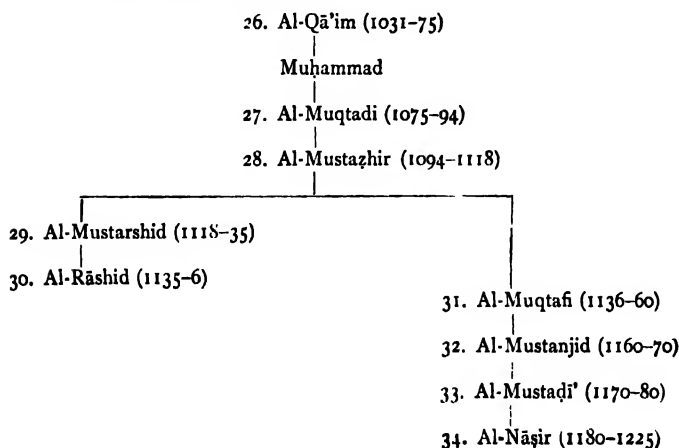 26. Al-Qā'im (1031-75)
Muḥammad
27. Al-Muqtadi (1075-94)
28. Al-Mustaẓhir (1094-1118)
29. Al-Mustarshid (1118-35)
30. Al-Rāshid (1135-6)
31. Al-Muqtafi (1136-60)
32. Al-Mustanjid (1160-70)
33. Al-Mustaḍī' (1170-80)
34. Al-Nāṣir (1180-1225)